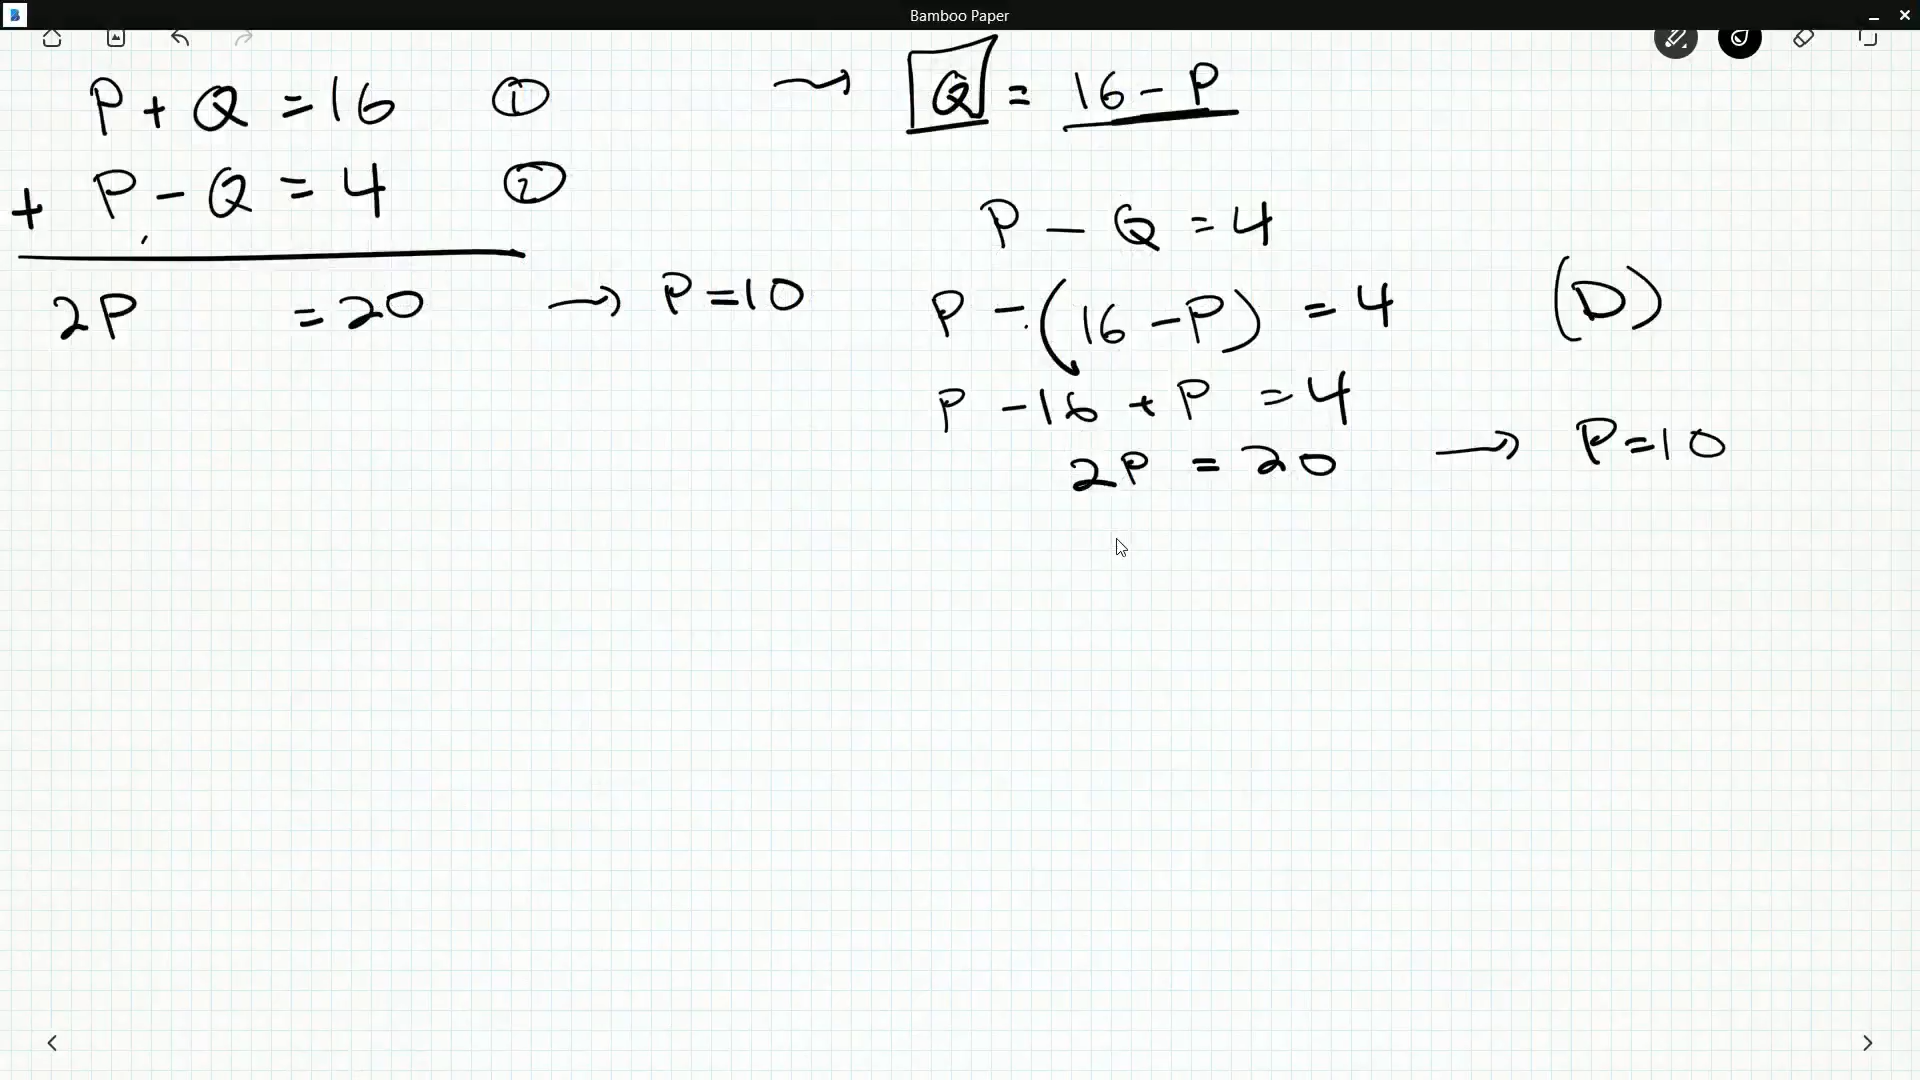 Bamboo Paper
P + Q = 16 ①
+ P - Q = 4 ②
2P = 20 → P = 10
→ Q = 16 - P
P - Q = 4
P - (16 - P) = 4 (D)
P - 16 + P = 4
2P = 20 → P = 10